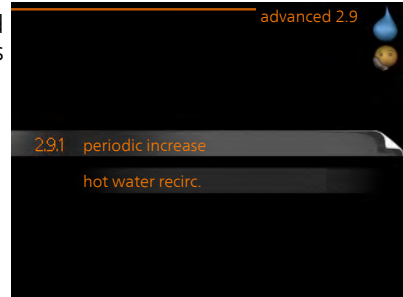 advanced 2.9
2.9.1 periodic increase
hot water recirc.